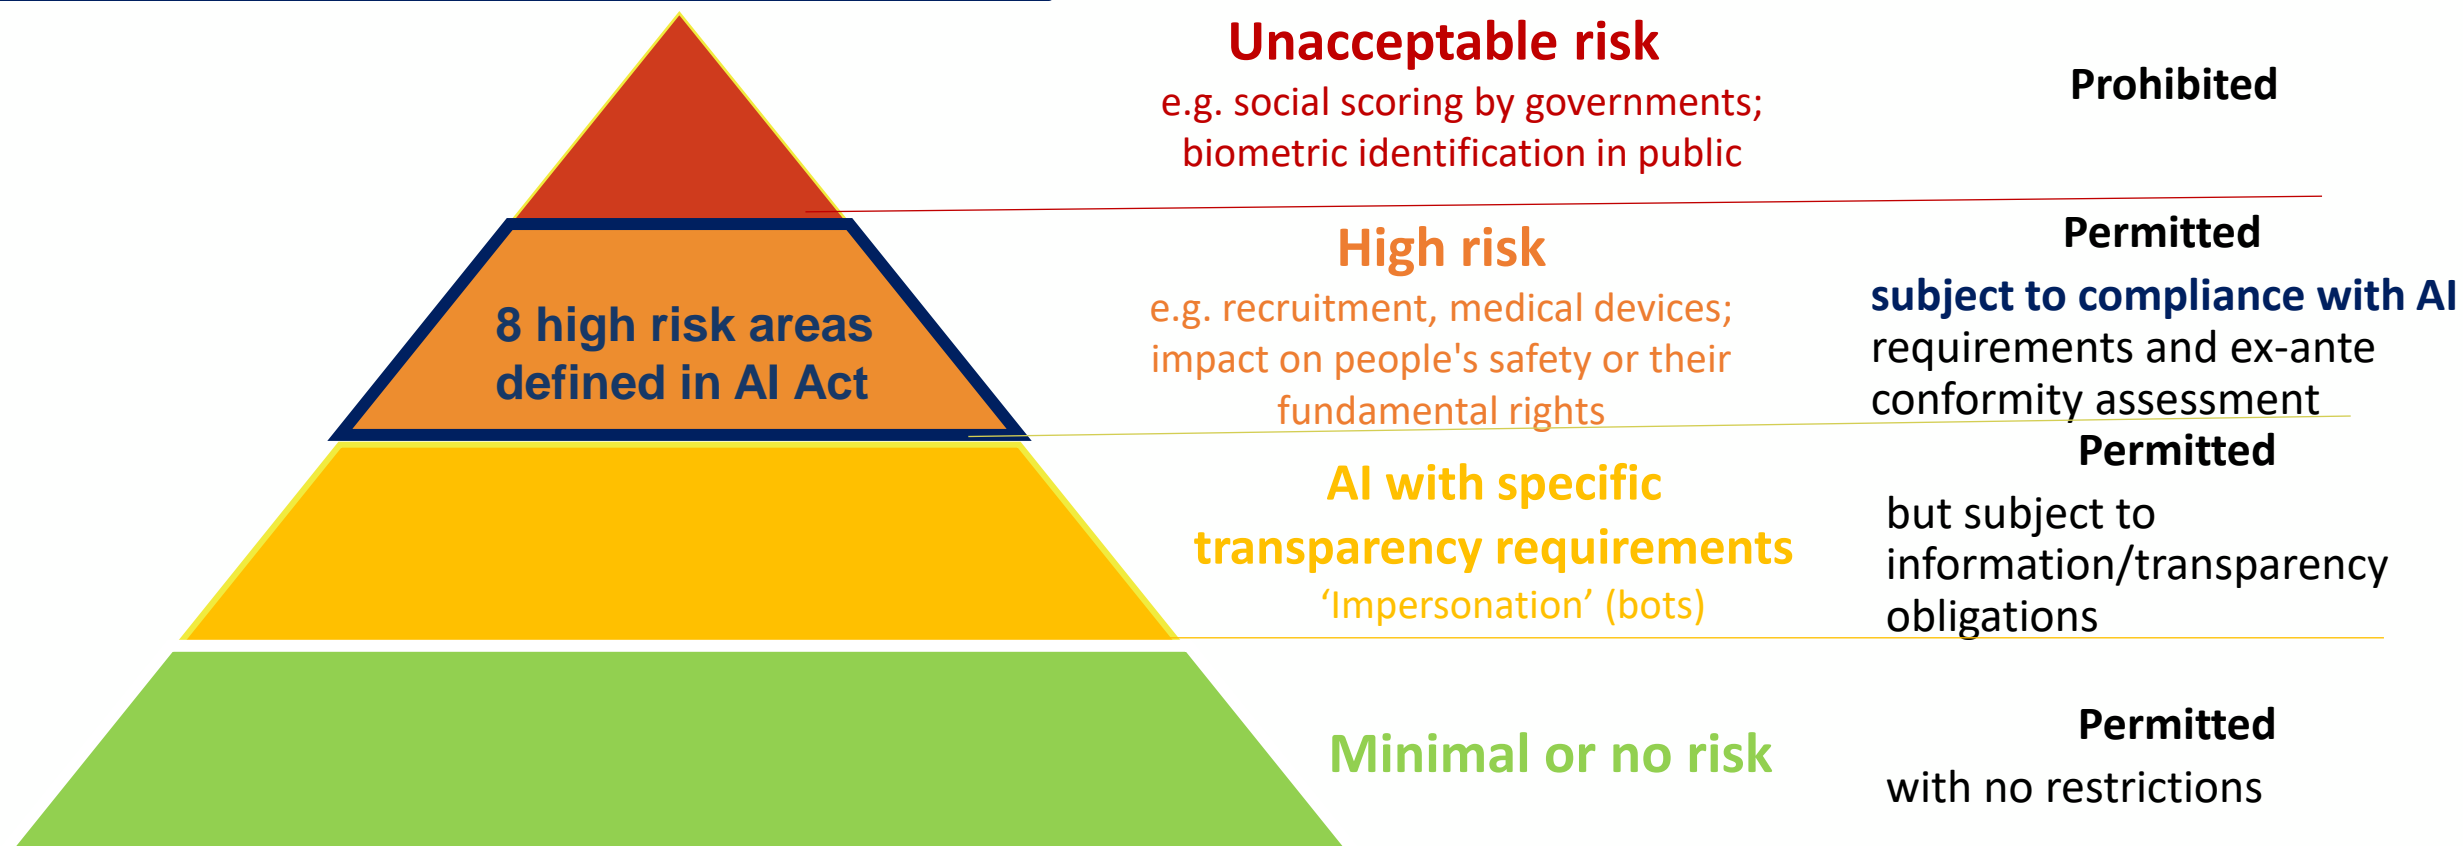 Unacceptable risk
e.g. social scoring by governments;
biometric identification in public
Prohibited
8 high risk areas
defined in AI Act
High risk
e.g. recruitment, medical devices;
impact on people's safety or their
fundamental rights
Permitted
subject to compliance with AI
requirements and ex-ante
conformity assessment
AI with specific
transparency requirements
‘Impersonation’ (bots)
Permitted
but subject to
information/transparency
obligations
Minimal or no risk
Permitted
with no restrictions